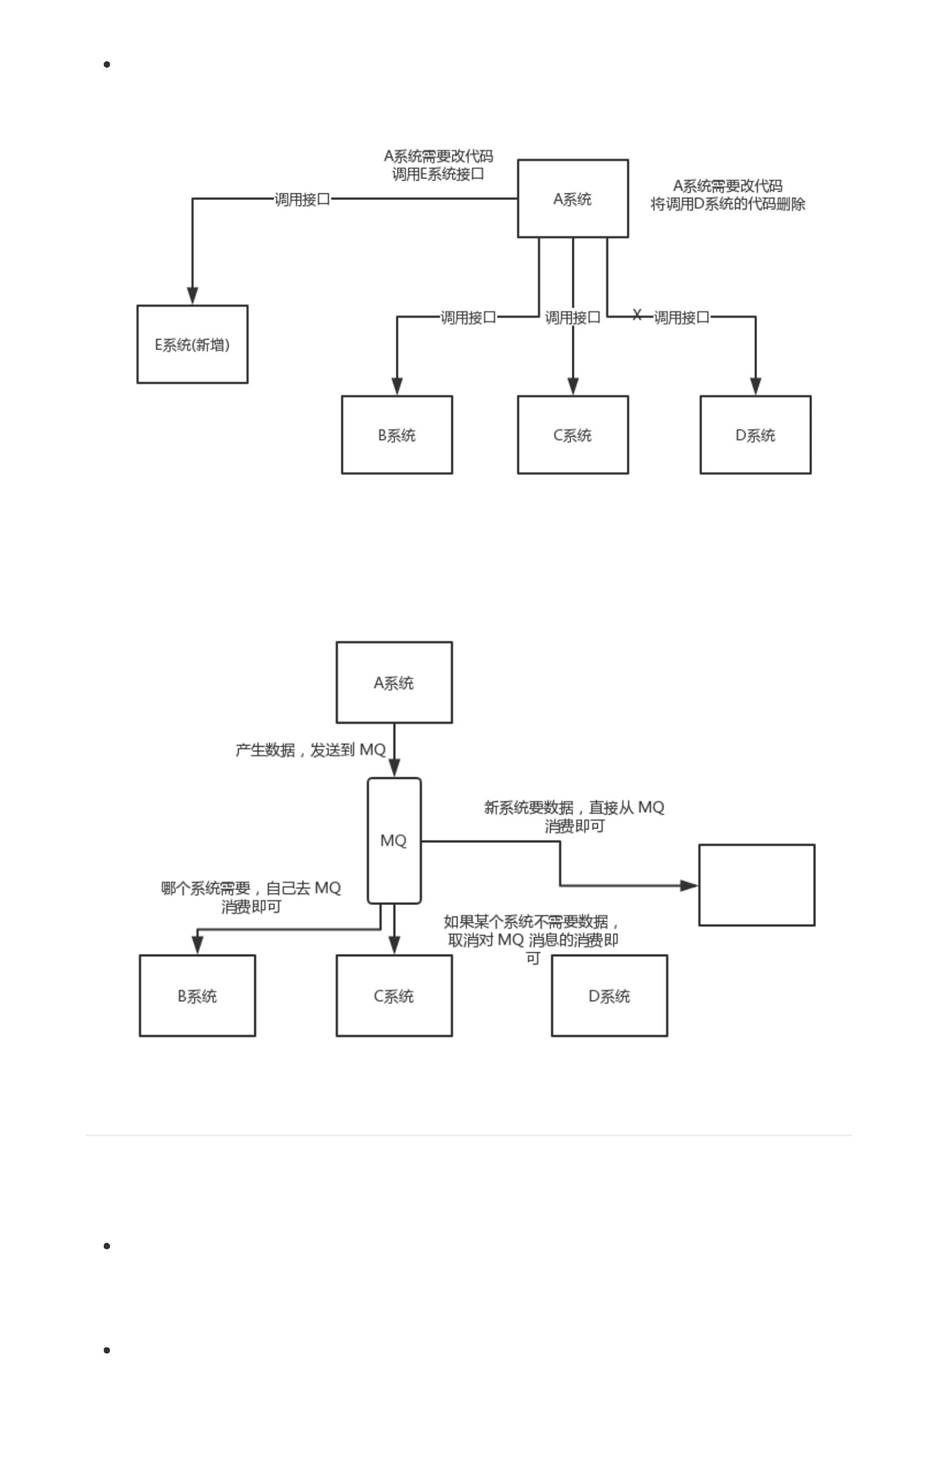 A系统需要改代码
调用E系统接口
A系统
A系统需要改代码
将调用D系统的代码删除
调用接口
调用接口
调用接口
X
调用接口
E系统(新增)
B系统
C系统
D系统
A系统
产生数据，发送到 MQ
MQ
新系统要数据，直接从 MQ
消费即可
哪个系统需要，自己去 MQ
消费即可
如果某个系统不需要数据，
取消对 MQ 消息的消费即
可
B系统
C系统
D系统